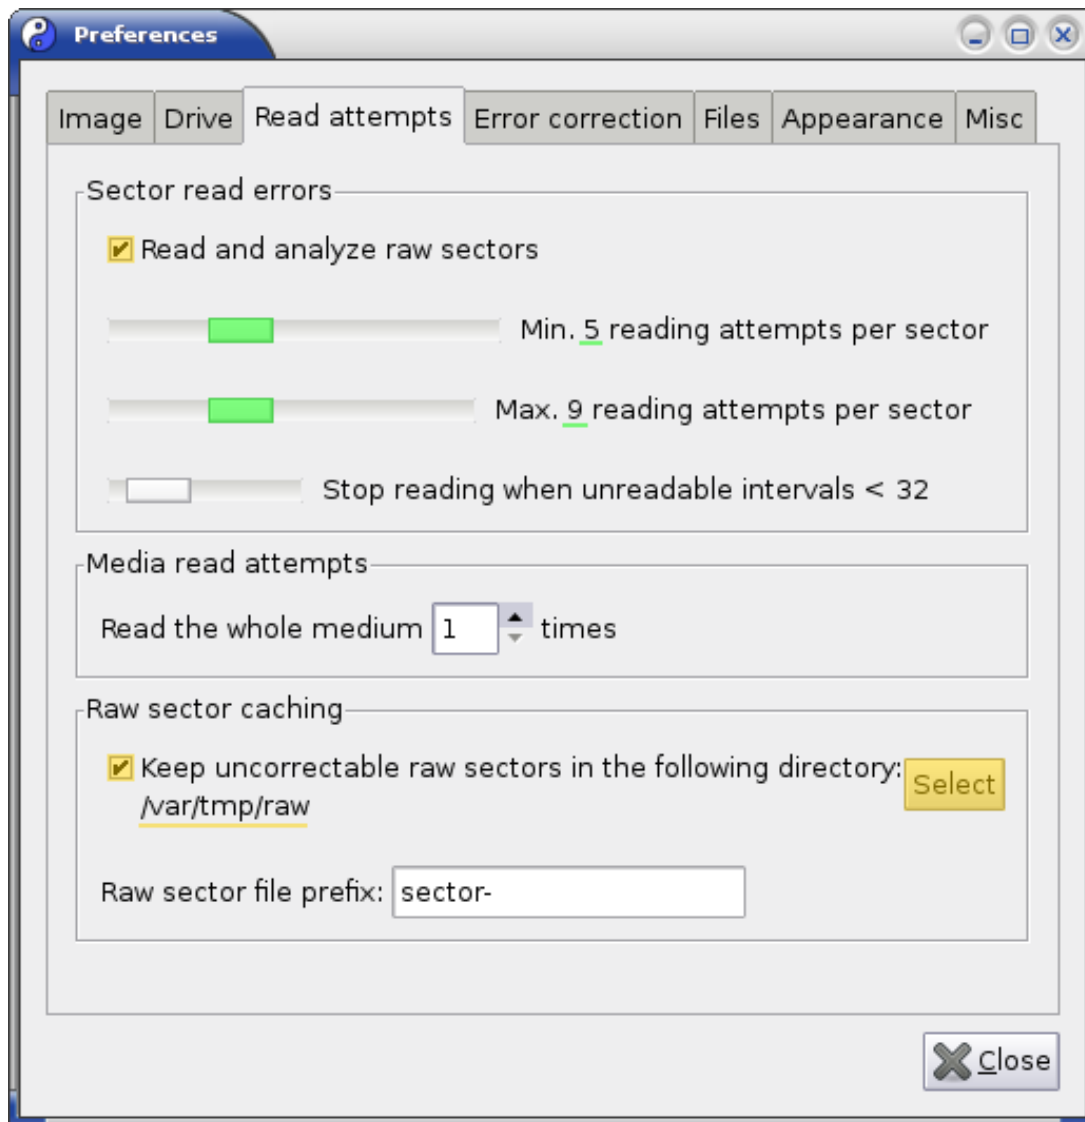 Preferences
Image Drive Read attempts Error correction Files Appearance Misc
Sector read errors
Read and analyze raw sectors
Min. 5 reading attempts per sector
Max. 9 reading attempts per sector
Stop reading when unreadable intervals < 32
Media read attempts
Read the whole medium 1 times
Raw sector caching
Keep uncorrectable raw sectors in the following directory: Select
/var/tmp/raw
Raw sector file prefix: sector-
Close